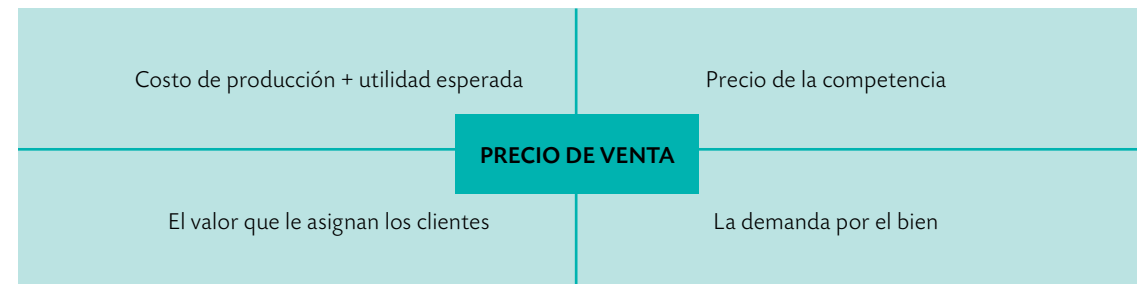 Costo de producción + utilidad esperada
Precio de la competencia
PRECIO DE VENTA
El valor que le asignan los clientes
La demanda por el bien